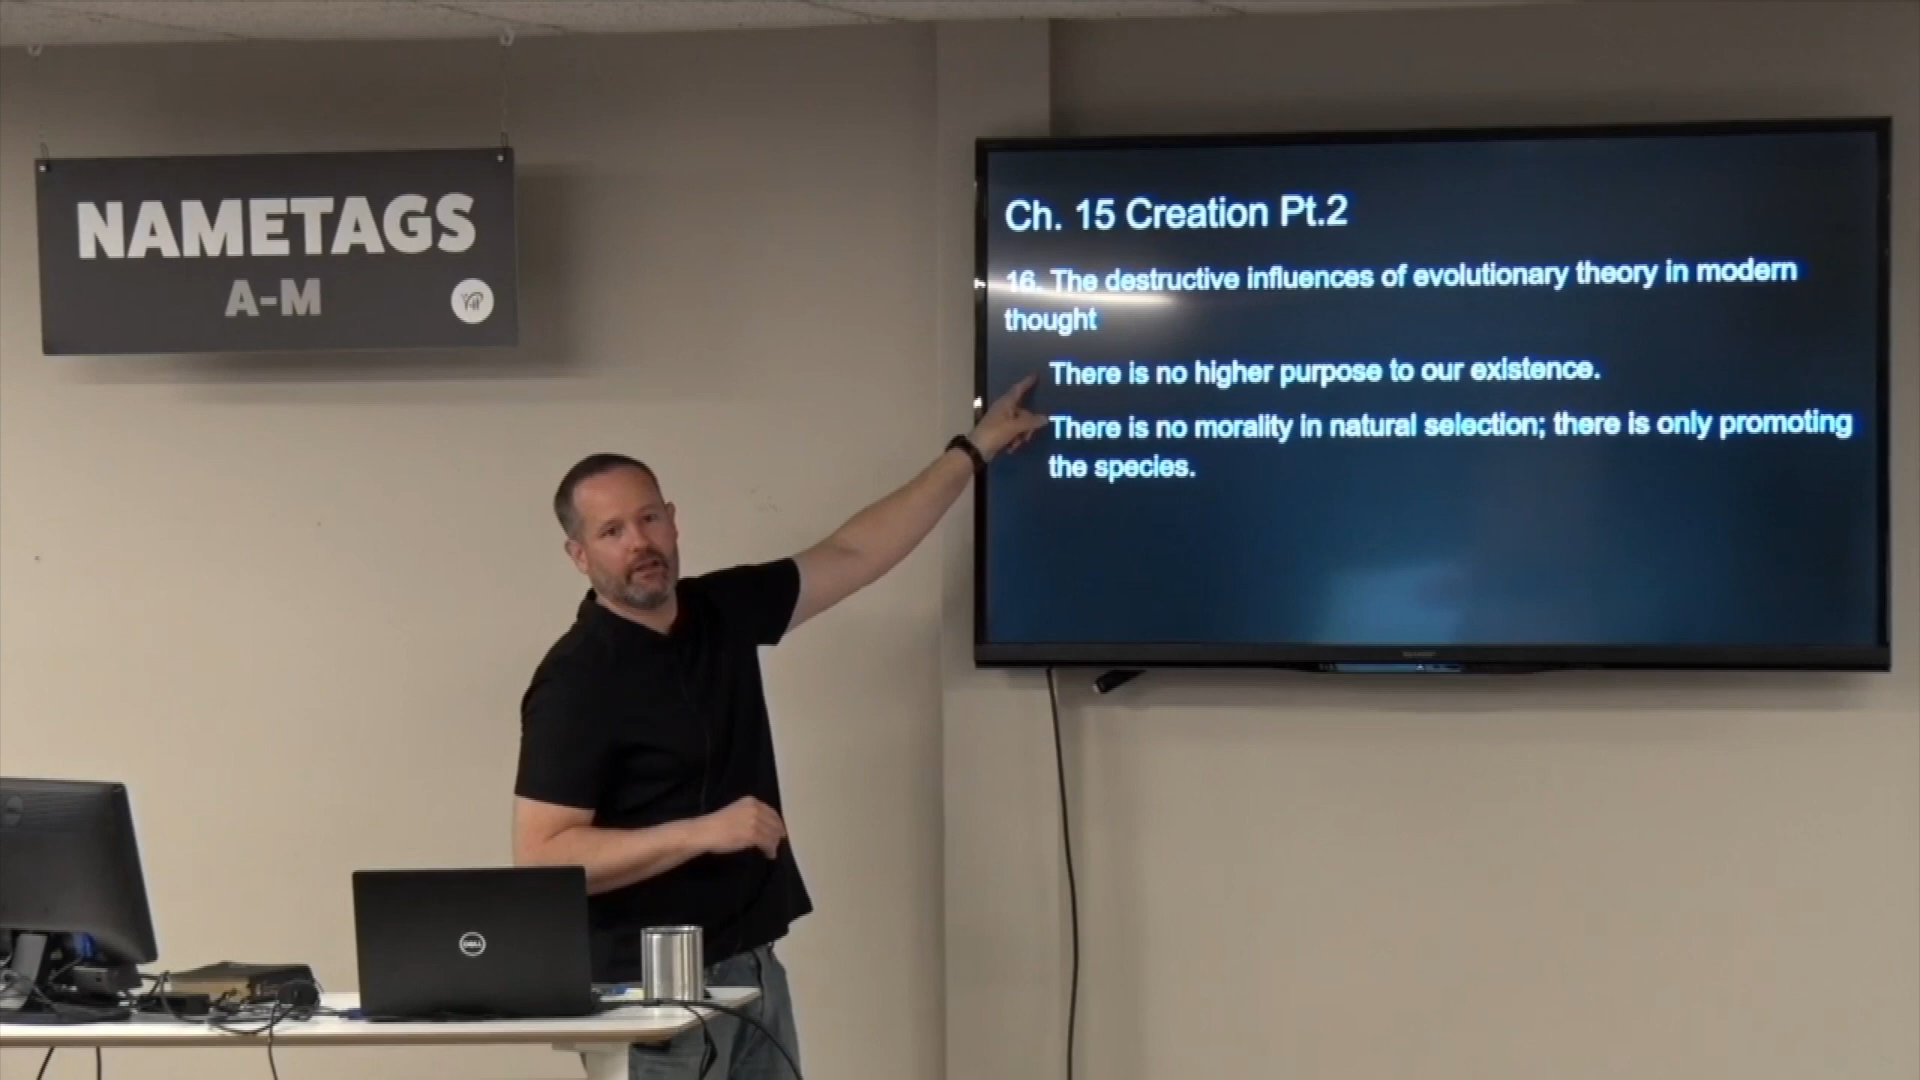 NAMETAGS
A-M
Ch. 15 Creation Pt.2
16. The destructive influences of evolutionary theory in modern
thought
There is no higher purpose to our existence.
There is no morality in natural selection; there is only promoting
the species.
DELL